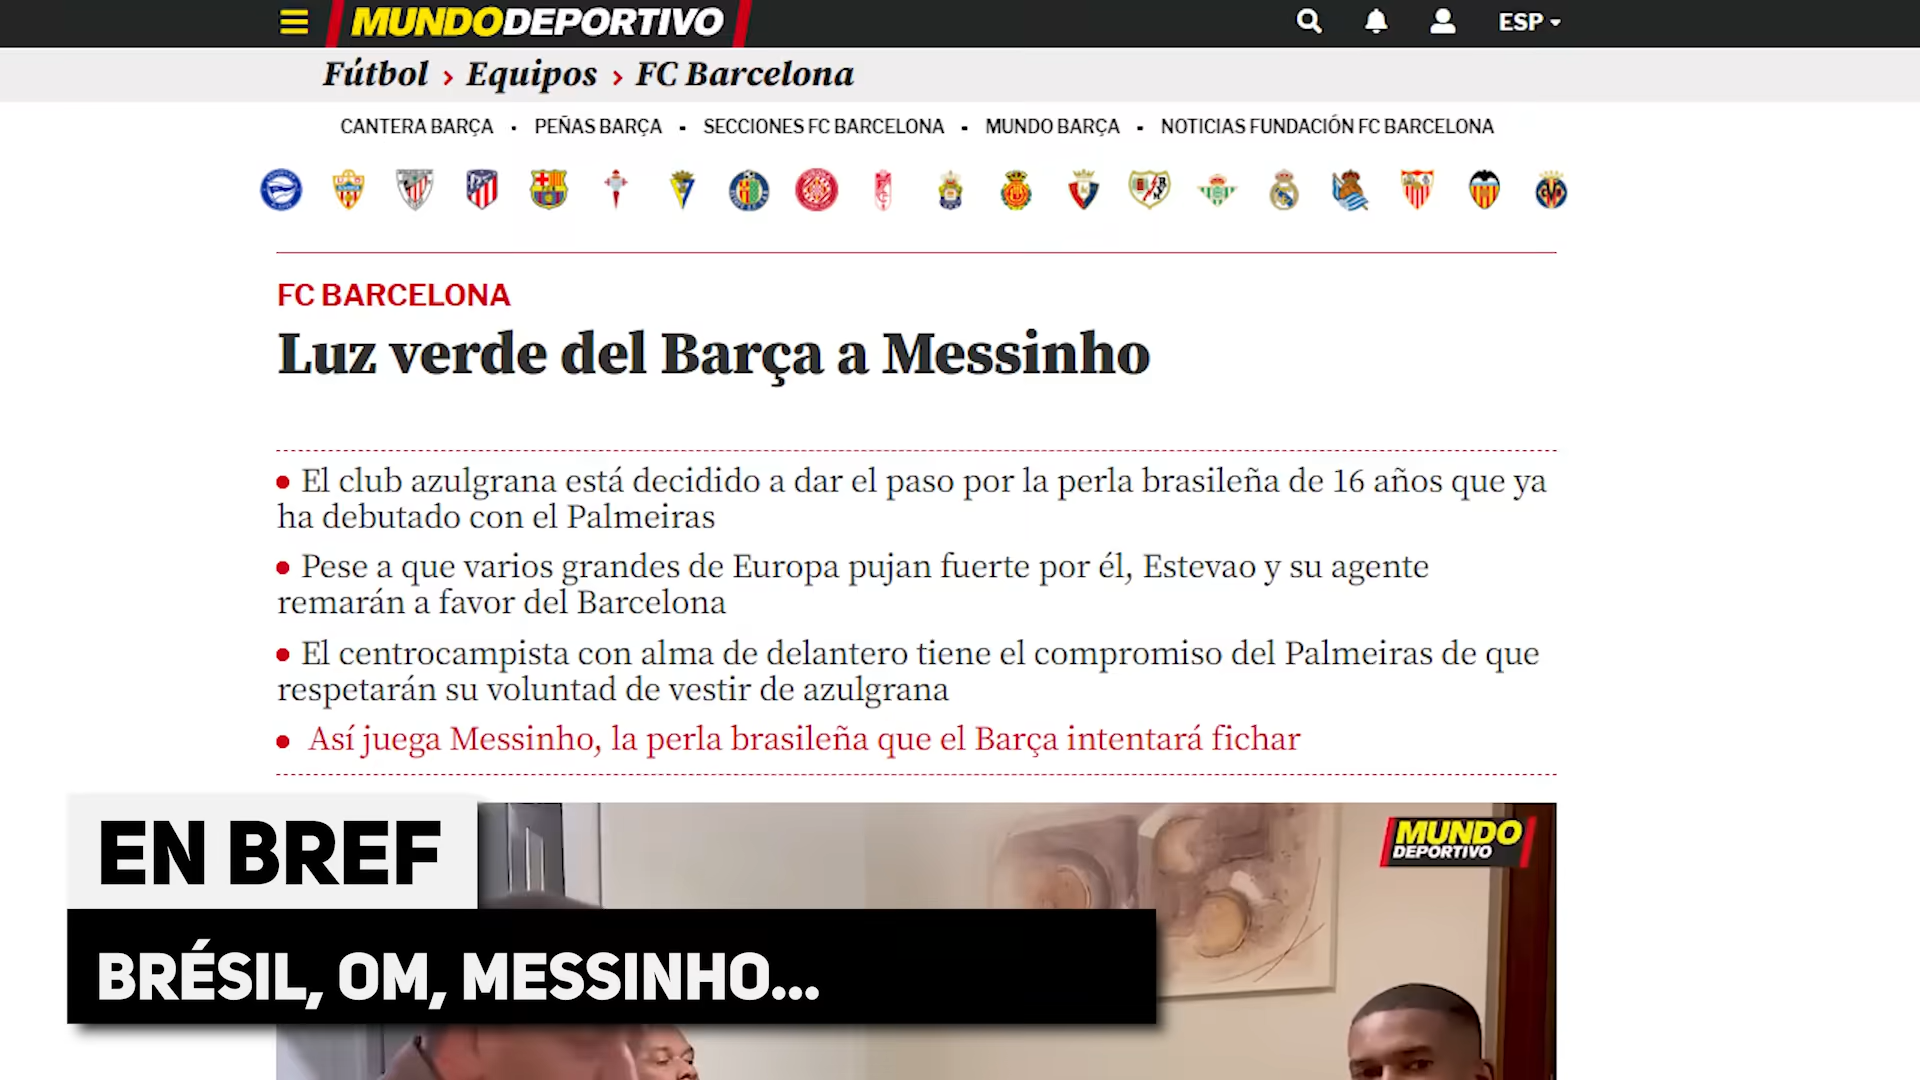 MUNDODEPORTIVO
ESP
Fútbol › Equipos › FC Barcelona
CANTERA BARÇA · PEÑAS BARÇA · SECCIONES FC BARCELONA · MUNDO BARÇA · NOTICIAS FUNDACIÓN FC BARCELONA
FC BARCELONA
Luz verde del Barça a Messinho
• El club azulgrana está decidido a dar el paso por la perla brasileña de 16 años que ya
ha debutado con el Palmeiras
• Pese a que varios grandes de Europa pujan fuerte por él, Estevao y su agente
remarán a favor del Barcelona
• El centrocampista con alma de delantero tiene el compromiso del Palmeiras de que
respetarán su voluntad de vestir de azulgrana
• Así juega Messinho, la perla brasileña que el Barça intentará fichar
MUNDO
DEPORTIVO
EN BREF
BRÉSIL, OM, MESSINHO...